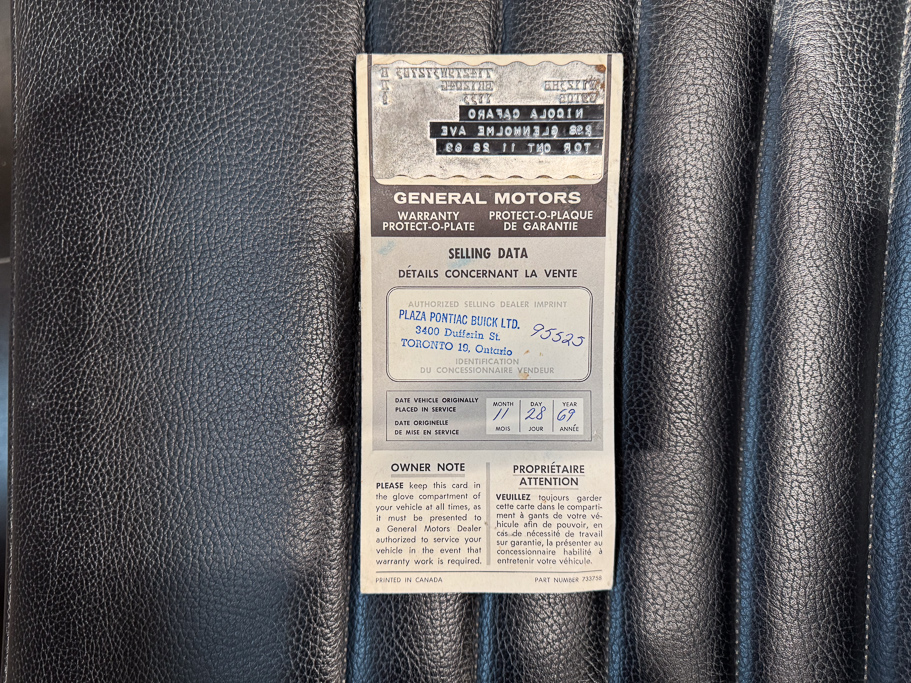 NICOLA CAFARO
238 GLENHOLME AVE
TOR ONT 11 28 69
GENERAL MOTORS
WARRANTY
PROTECT-O-PLATE
PROTECT-O-PLAQUE
DE GARANTIE
SELLING DATA
DÉTAILS CONCERNANT LA VENTE
AUTHORIZED SELLING DEALER IMPRINT
PLAZA PONTIAC BUICK LTD.
3400 Dufferin St.
TORONTO 19, Ontario
95525
IDENTIFICATION
DU CONCESSIONNAIRE VENDEUR
DATE VEHICLE ORIGINALLY
PLACED IN SERVICE
DATE ORIGINELLE
DE MISE EN SERVICE
MONTH DAY YEAR
11 28 69
MOIS JOUR ANNÉE
OWNER NOTE
PLEASE keep this card in
the glove compartment of
your vehicle at all times, as
it must be presented to
a General Motors Dealer
authorized to service your
vehicle in the event that
warranty work is required.
PROPRIÉTAIRE
ATTENTION
VEUILLEZ toujours garder
cette carte dans le comparti-
ment à gants de votre vé-
hicule afin de pouvoir, en
cas de nécessité de travail
sur garantie, la présenter au
concessionnaire habilité à
entretenir votre véhicule.
PRINTED IN CANADA
PART NUMBER 733758